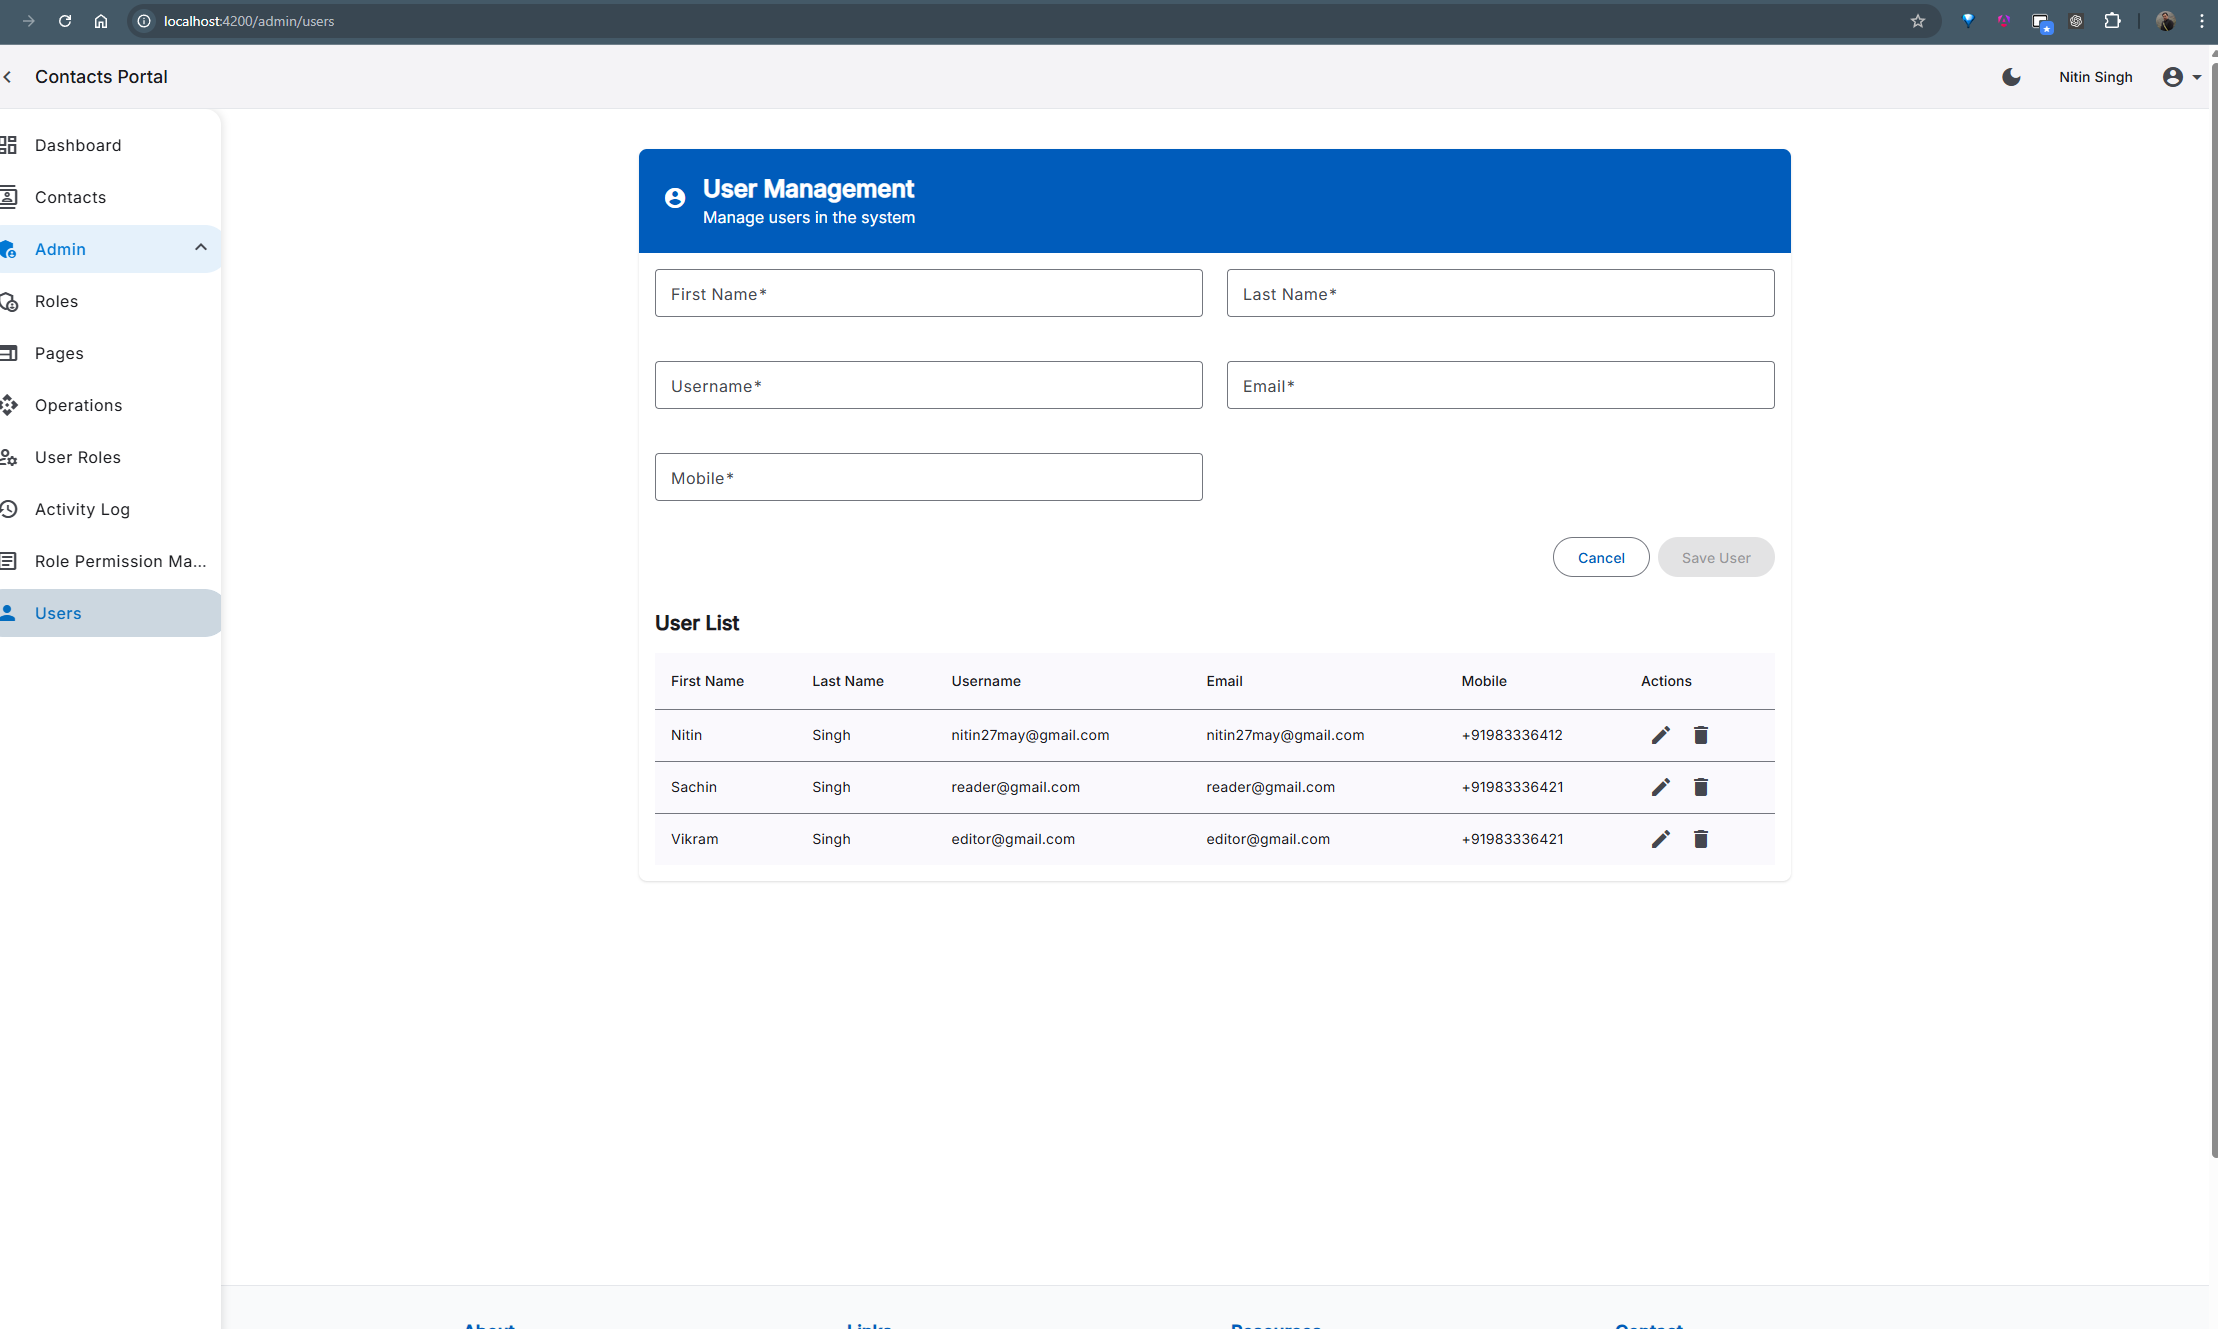 localhost:4200/admin/users
Contacts Portal
Nitin Singh
Dashboard
Contacts
Admin
Roles
Pages
Operations
User Roles
Activity Log
Role Permission Ma...
Users
User Management
Manage users in the system
First Name*
Last Name*
Username*
Email*
Mobile*
Cancel
Save User
User List
First Name Last Name Username Email Mobile Actions
Nitin Singh nitin27may@gmail.com nitin27may@gmail.com +91983336412
Sachin Singh reader@gmail.com reader@gmail.com +91983336421
Vikram Singh editor@gmail.com editor@gmail.com +91983336421
About Links Resources Contact